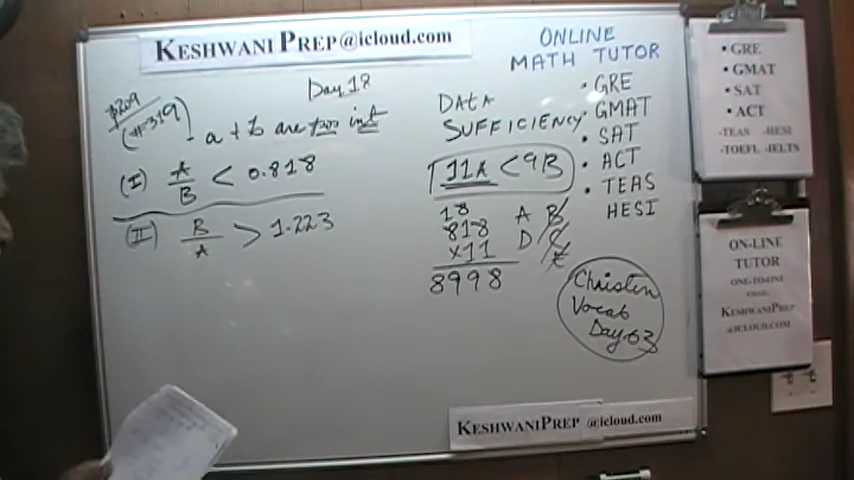 KESHWANI PREP@icloud.com
Day 18
$209
(#319)
- a + b are pos int
(I) A/B < 0.818
(II) B/A > 1.223
DATA
SUFFICIENCY
11A < 9B
18
818
x11
8998
A B
D C
E
ONLINE
MATH TUTOR
• GRE
• GMAT
• SAT
• ACT
• TEAS
HESI
Christen
Vocab
Day 63
KESHWANIPREP @icloud.com
• GRE
• GMAT
• SAT
• ACT
-TEAS -HESI
-TOEFL -IELTS
ON-LINE
TUTOR
ONE-TO-ONE
KESHWANIPREP
@ICLOUD.COM